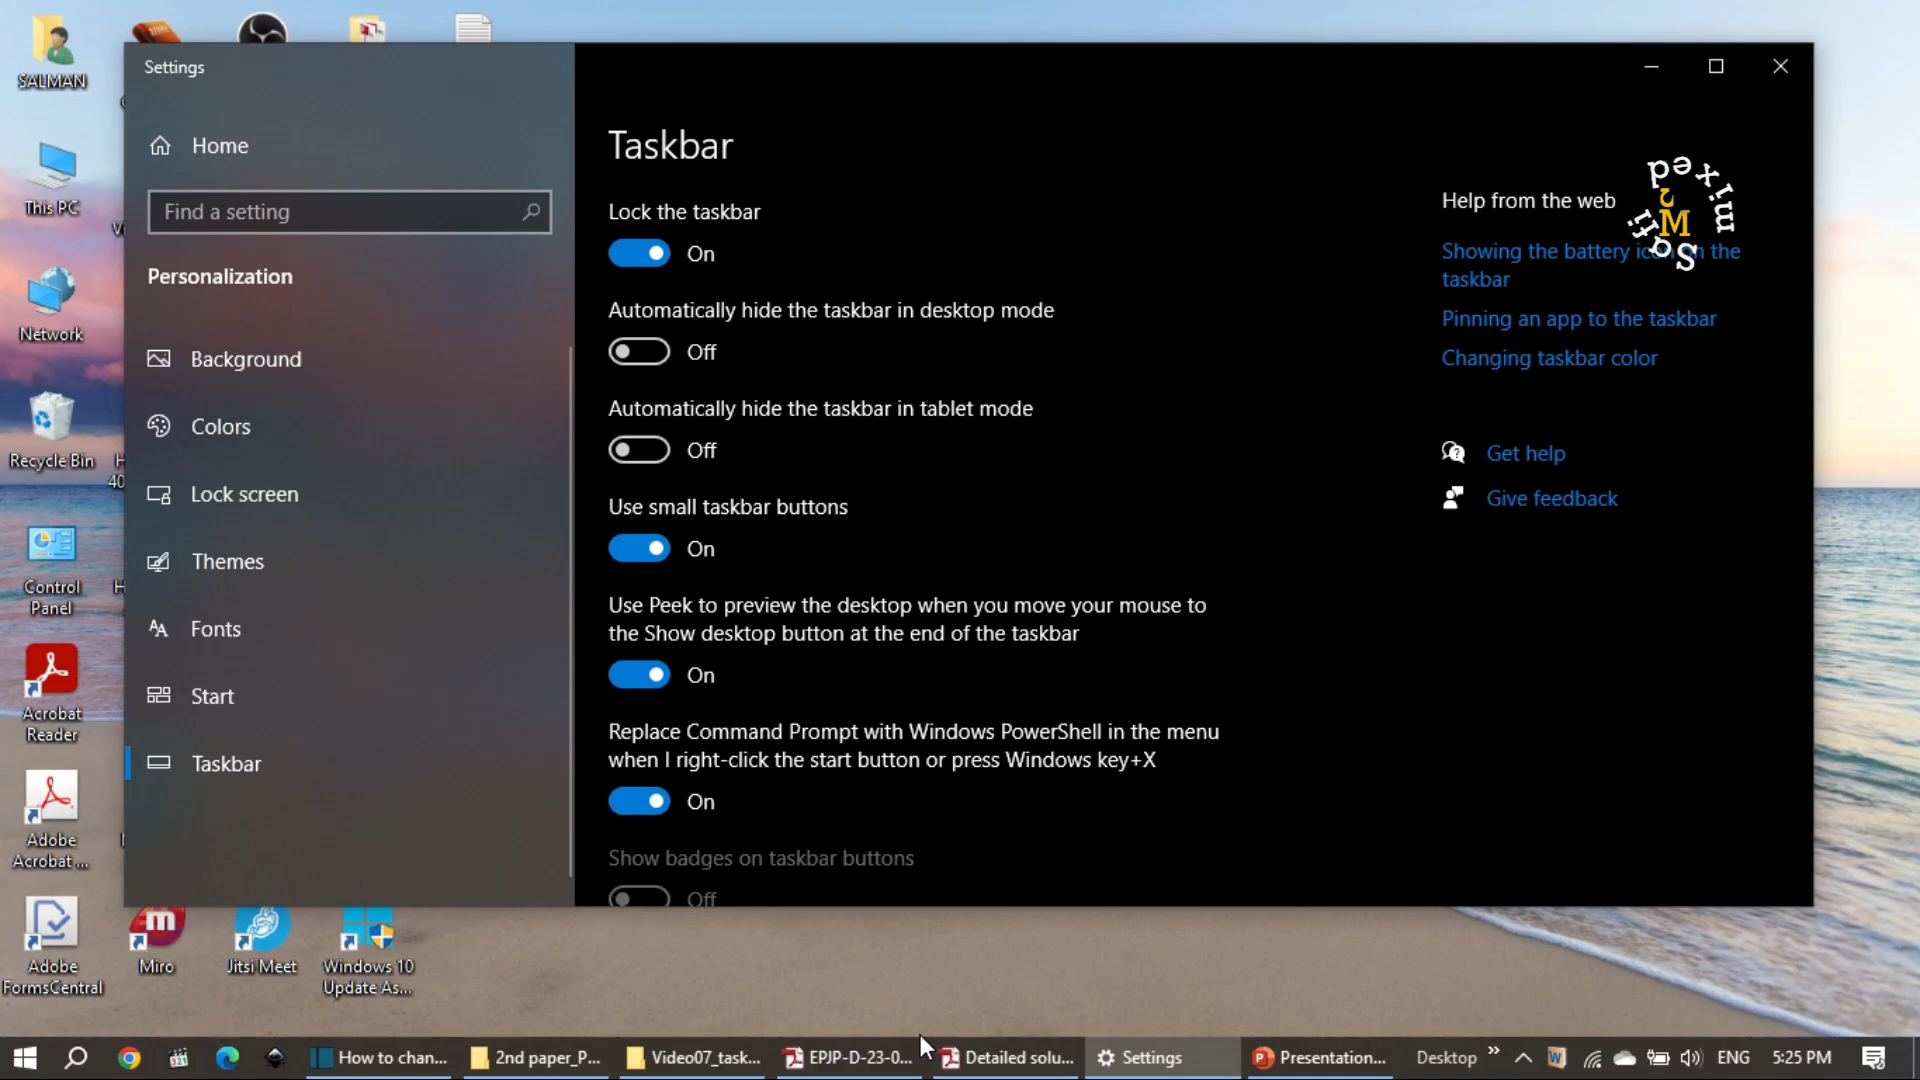 SALMAN
This PC
Network
Recycle Bin
Control
Panel
Acrobat
Reader
Adobe
Acrobat ...
Adobe
FormsCentral
Miro
Jitsi Meet
Windows 10
Update As...
Settings
Home
Find a setting
Personalization
Background
Colors
Lock screen
Themes
Fonts
Start
Taskbar
Taskbar
Lock the taskbar
On
Automatically hide the taskbar in desktop mode
Off
Automatically hide the taskbar in tablet mode
Off
Use small taskbar buttons
On
Use Peek to preview the desktop when you move your mouse to
the Show desktop button at the end of the taskbar
On
Replace Command Prompt with Windows PowerShell in the menu
when I right-click the start button or press Windows key+X
On
Show badges on taskbar buttons
Off
Help from the web
Showing the battery icon on the
taskbar
Pinning an app to the taskbar
Changing taskbar color
Get help
Give feedback
How to chan...
2nd paper_P...
Video07_task...
EPJP-D-23-0...
Detailed solu...
Settings
Presentation...
Desktop
ENG
5:25 PM